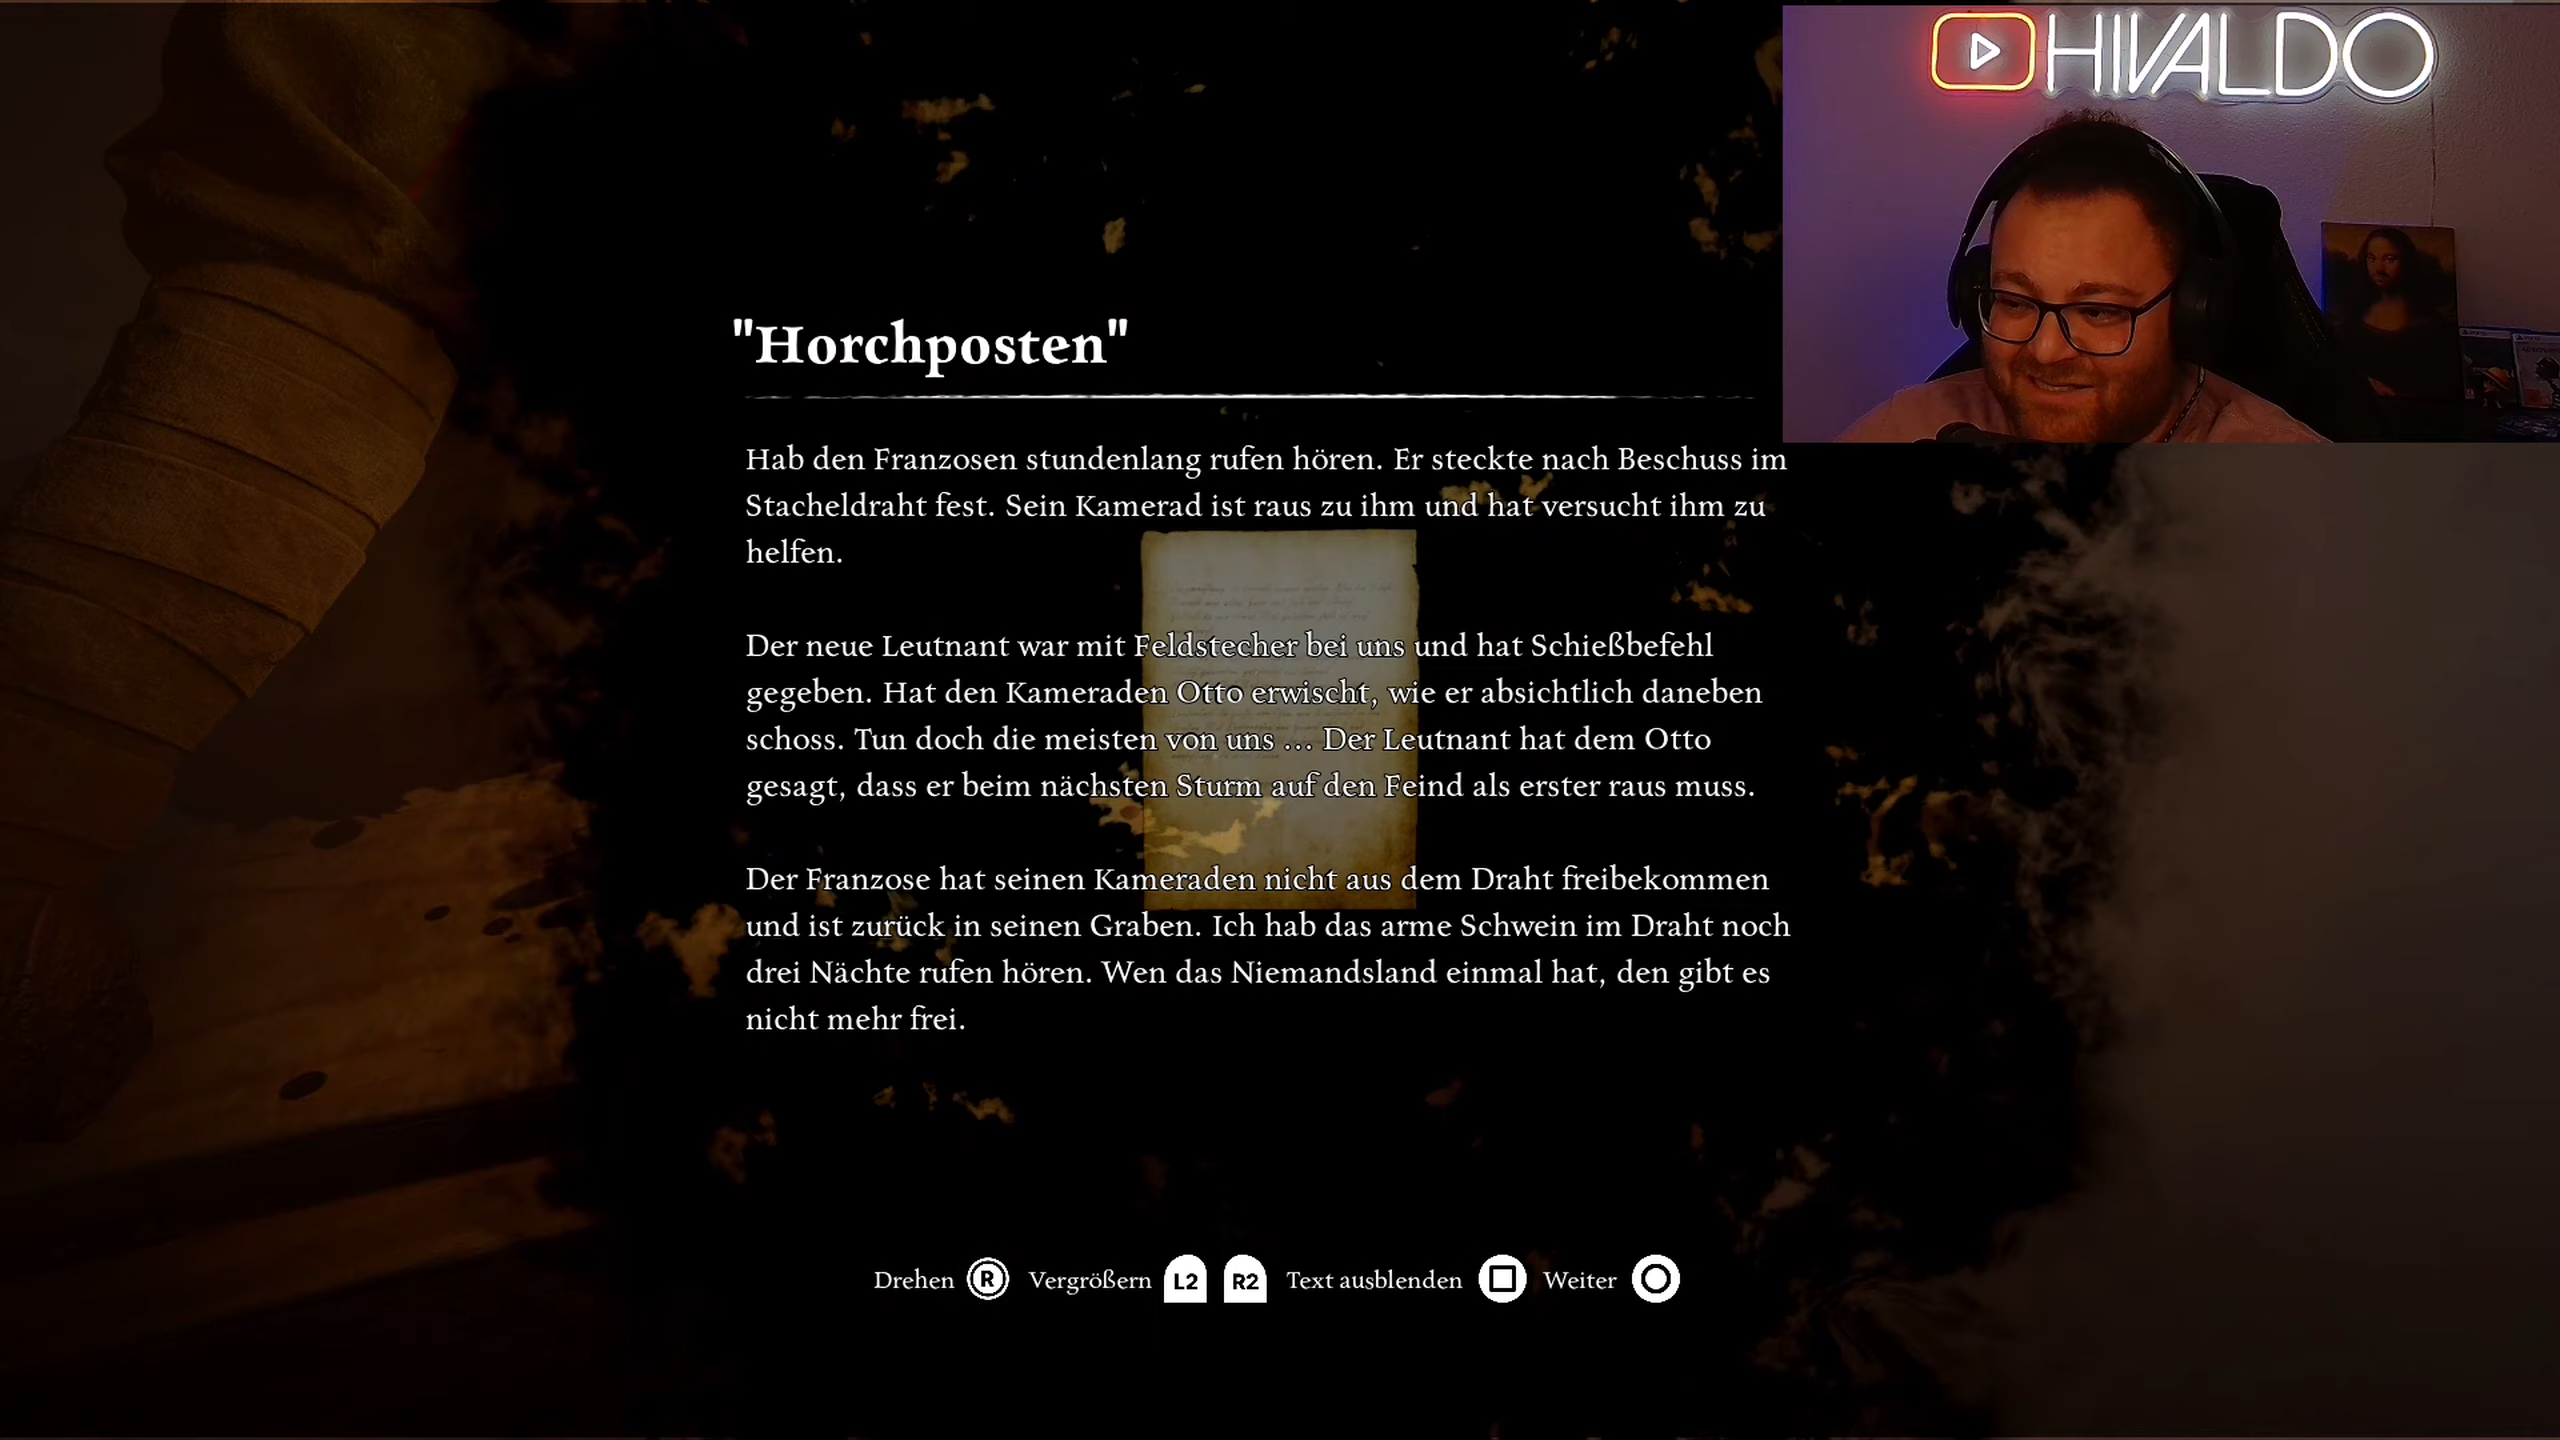 HIVALDO
"Horchposten"
Hab den Franzosen stundenlang rufen hören. Er steckte nach Beschuss im
Stacheldraht fest. Sein Kamerad ist raus zu ihm und hat versucht ihm zu
helfen.
Der neue Leutnant war mit Feldstecher bei uns und hat Schießbefehl
gegeben. Hat den Kameraden Otto erwischt, wie er absichtlich daneben
schoss. Tun doch die meisten von uns ... Der Leutnant hat dem Otto
gesagt, dass er beim nächsten Sturm auf den Feind als erster raus muss.
Der Franzose hat seinen Kameraden nicht aus dem Draht freibekommen
und ist zurück in seinen Graben. Ich hab das arme Schwein im Draht noch
drei Nächte rufen hören. Wen das Niemandsland einmal hat, den gibt es
nicht mehr frei.
Drehen R Vergrößern L2 R2 Text ausblenden Weiter